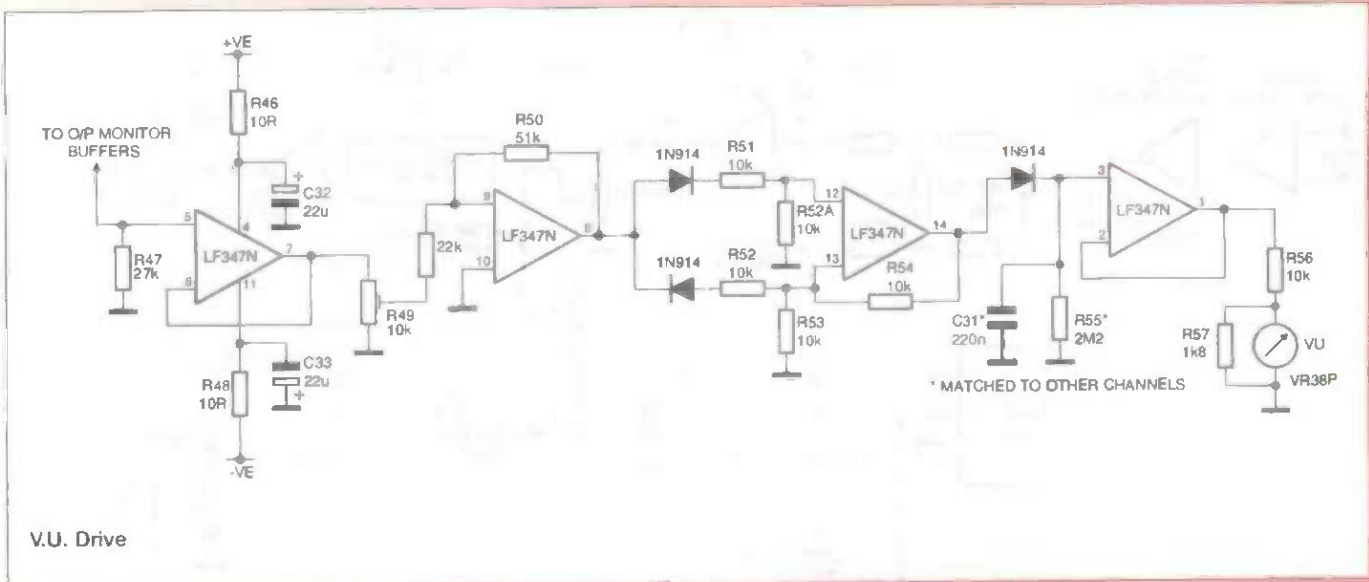 +VE
R46
10R
TO O/P MONITOR
BUFFERS
+
C32
22u
R47
27k
5
4
LF347N
7
6
11
R49
10k
+
C33
22u
R48
10R
-VE
22k
R50
51k
9
LF347N
8
10
1N914
R51
10k
R52A
10k
1N914
R52
10k
R53
10k
12
LF347N
14
13
R54
10k
1N914
C31*
220n
R55*
2M2
3
LF347N
1
2
R56
10k
R57
1k8
VU
VR38P
* MATCHED TO OTHER CHANNELS
V.U. Drive